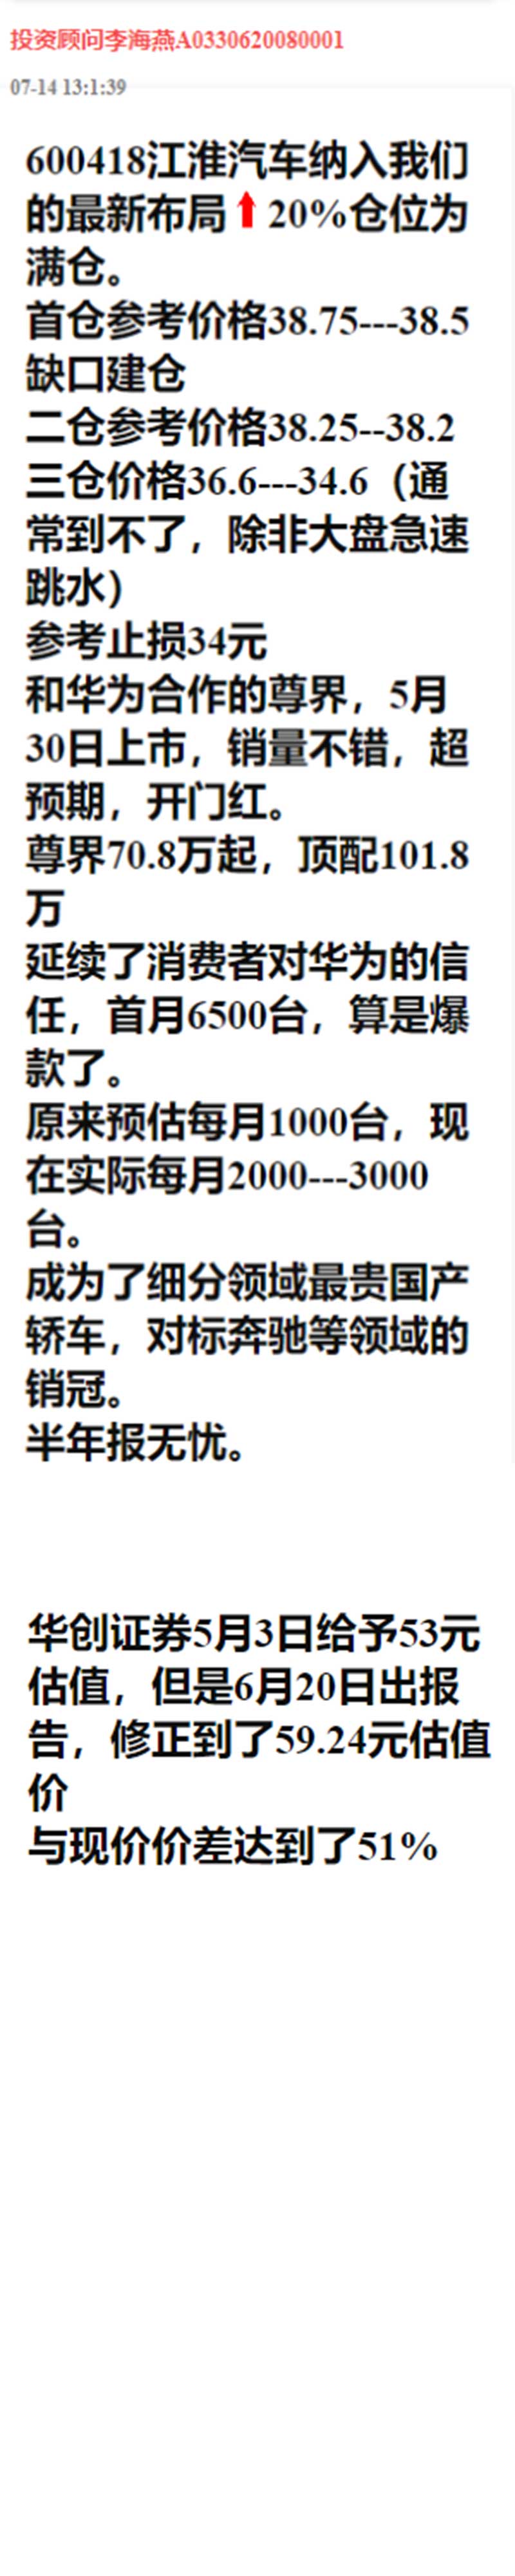 投资顾问李海燕A0330620080001
07-14 13:1:39
600418江淮汽车纳入我们
的最新布局⬆20%仓位为
满仓。
首仓参考价格38.75---38.5
缺口建仓
二仓参考价格38.25--38.2
三仓价格36.6---34.6（通
常到不了，除非大盘急速
跳水）
参考止损34元
和华为合作的尊界，5月
30日上市，销量不错，超
预期，开门红。
尊界70.8万起，顶配101.8
万
延续了消费者对华为的信
任，首月6500台，算是爆
款了。
原来预估每月1000台，现
在实际每月2000---3000
台。
成为了细分领域最贵国产
轿车，对标奔驰等领域的
销冠。
半年报无忧。
华创证券5月3日给予53元
估值，但是6月20日出报
告，修正到了59.24元估值
价
与现价价差达到了51%